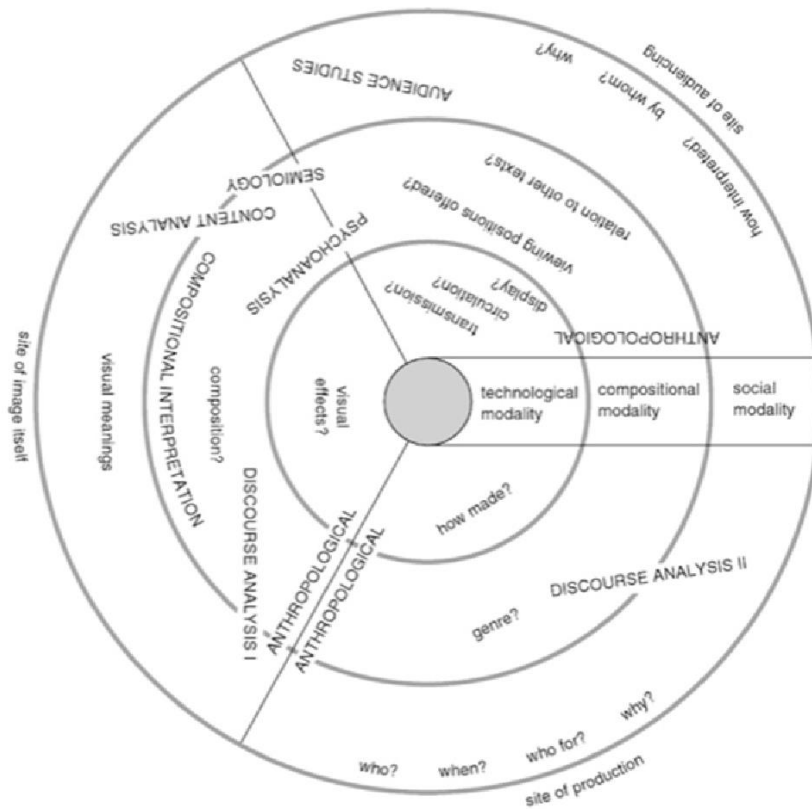 site of audiencing
why?
by whom?
how interpreted?
AUDIENCE STUDIES
relation to other texts?
viewing positions offered?
transmission?
circulation?
display?
SEMIOLOGY
CONTENT ANALYSIS
PSYCHOANALYSIS
COMPOSITIONAL INTERPRETATION
site of image itself
visual meanings
composition?
visual
effects?
ANTHROPOLOGICAL
technological
modality
compositional
modality
social
modality
DISCOURSE ANALYSIS I
ANTHROPOLOGICAL
ANTHROPOLOGICAL
how made?
DISCOURSE ANALYSIS II
genre?
who?
when?
who for?
why?
site of production